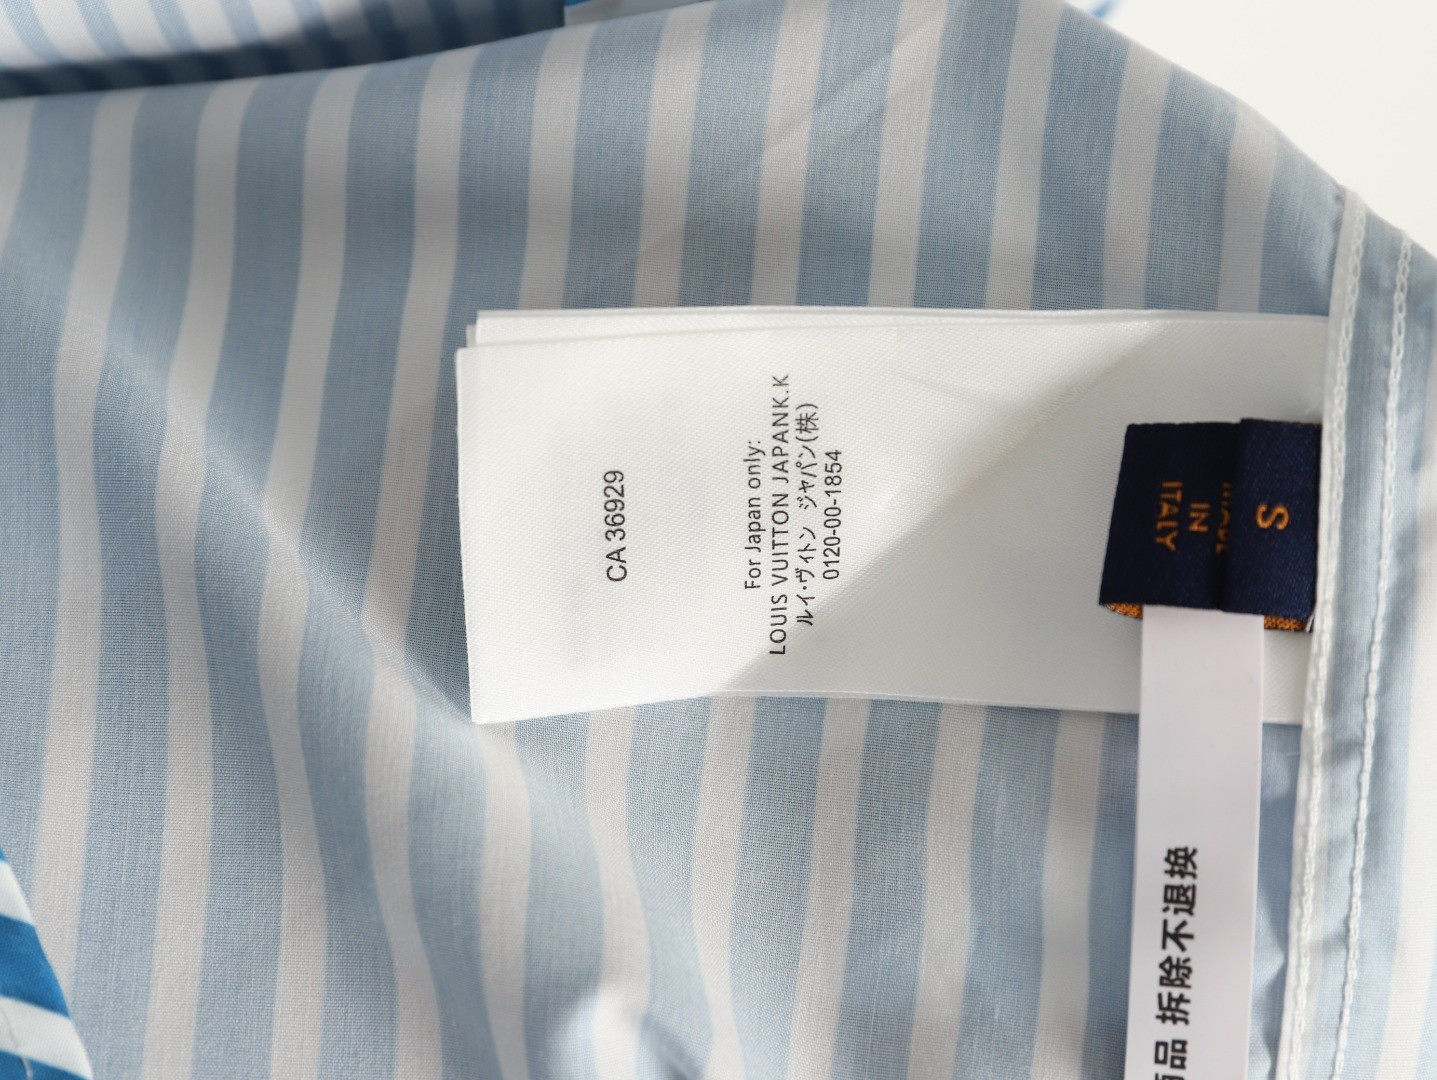 CA 36929
For Japan only:
LOUIS VUITTON JAPANK.K
ルイ・ヴィトン ジャパン(株)
0120-00-1854
S
IN
ITALY
品 拆除不退换